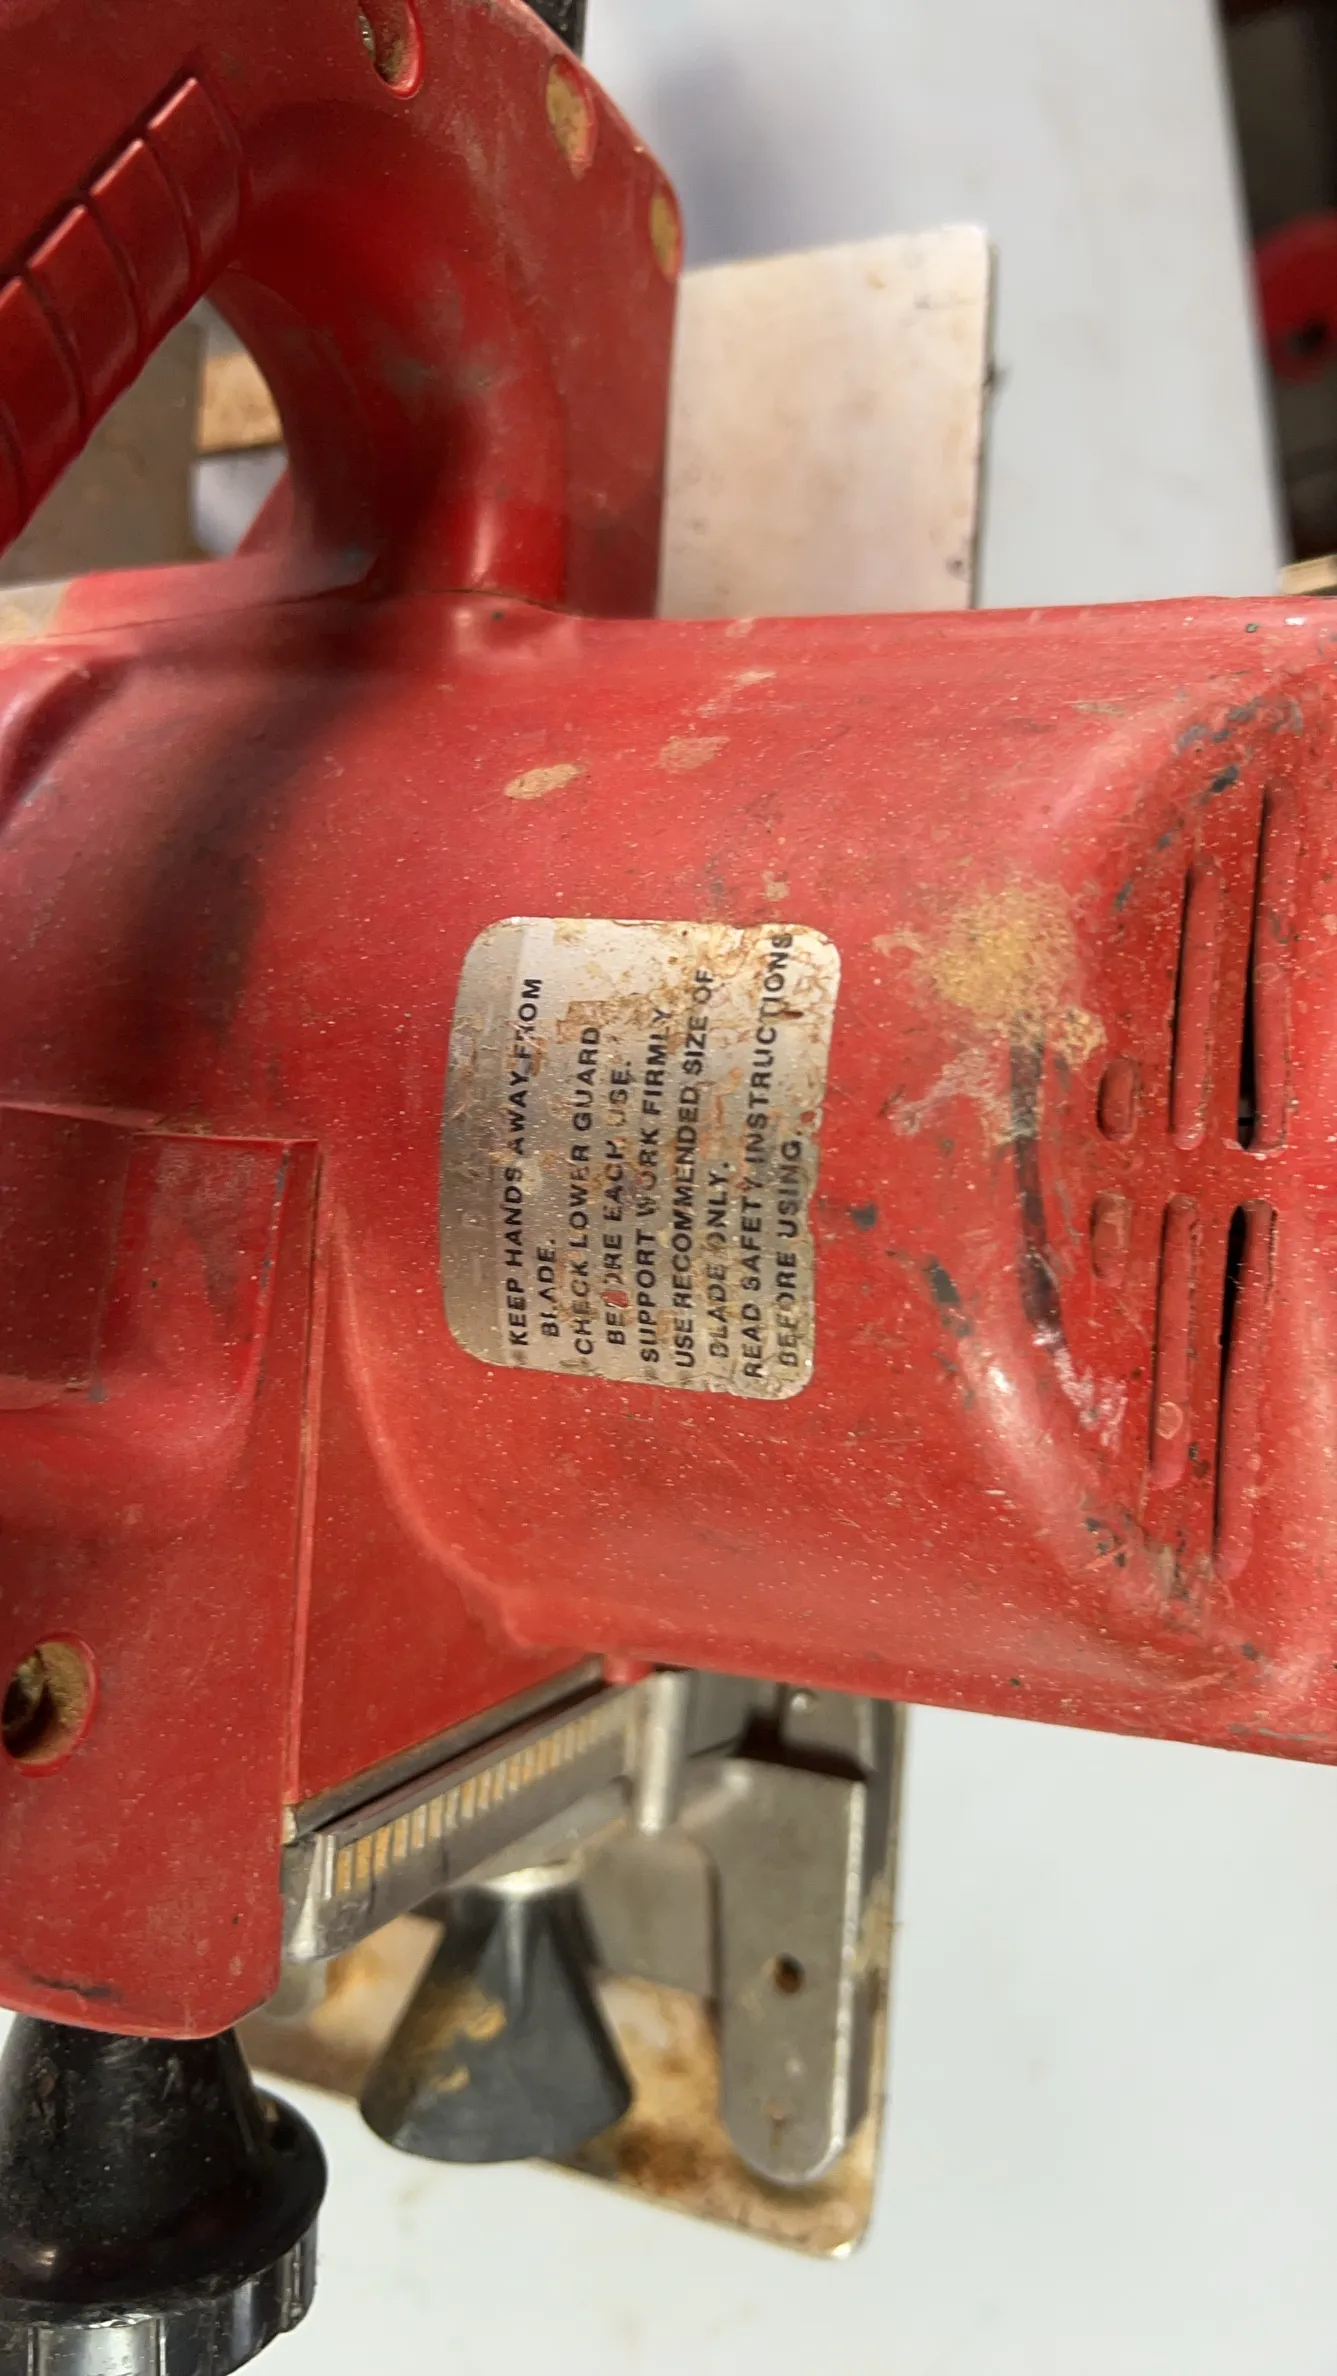 KEEP HANDS AWAY FROM
BLADE.
CHECK LOWER GUARD
BEFORE EACH USE.
SUPPORT WORK FIRMLY
USE RECOMMENDED SIZE OF
BLADE ONLY.
READ SAFETY INSTRUCTIONS
BEFORE USING.